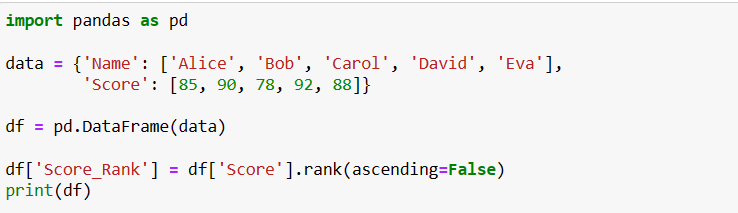 import pandas as pd
data = {'Name': ['Alice', 'Bob', 'Carol', 'David', 'Eva'],
        'Score': [85, 90, 78, 92, 88]}
df = pd.DataFrame(data)
df['Score_Rank'] = df['Score'].rank(ascending=False)
print(df)